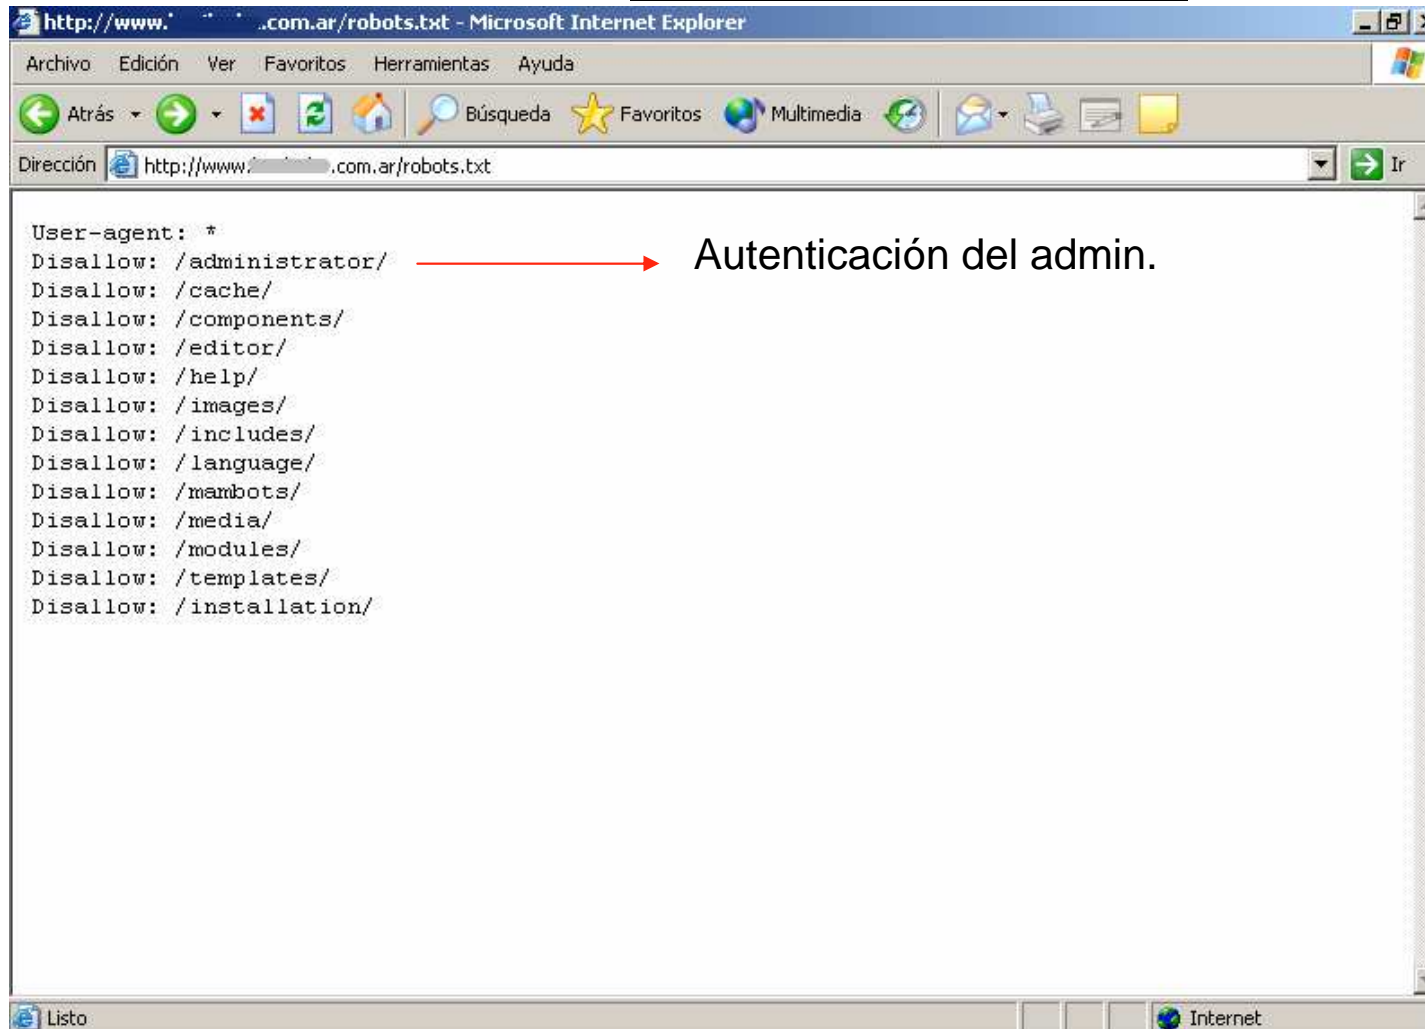 http://www. .com.ar/robots.txt - Microsoft Internet Explorer
Archivo Edición Ver Favoritos Herramientas Ayuda
Atrás Búsqueda Favoritos Multimedia
Dirección http://www. .com.ar/robots.txt Ir
User-agent: *
Disallow: /administrator/ Autenticación del admin.
Disallow: /cache/
Disallow: /components/
Disallow: /editor/
Disallow: /help/
Disallow: /images/
Disallow: /includes/
Disallow: /language/
Disallow: /mambots/
Disallow: /media/
Disallow: /modules/
Disallow: /templates/
Disallow: /installation/
Listo Internet